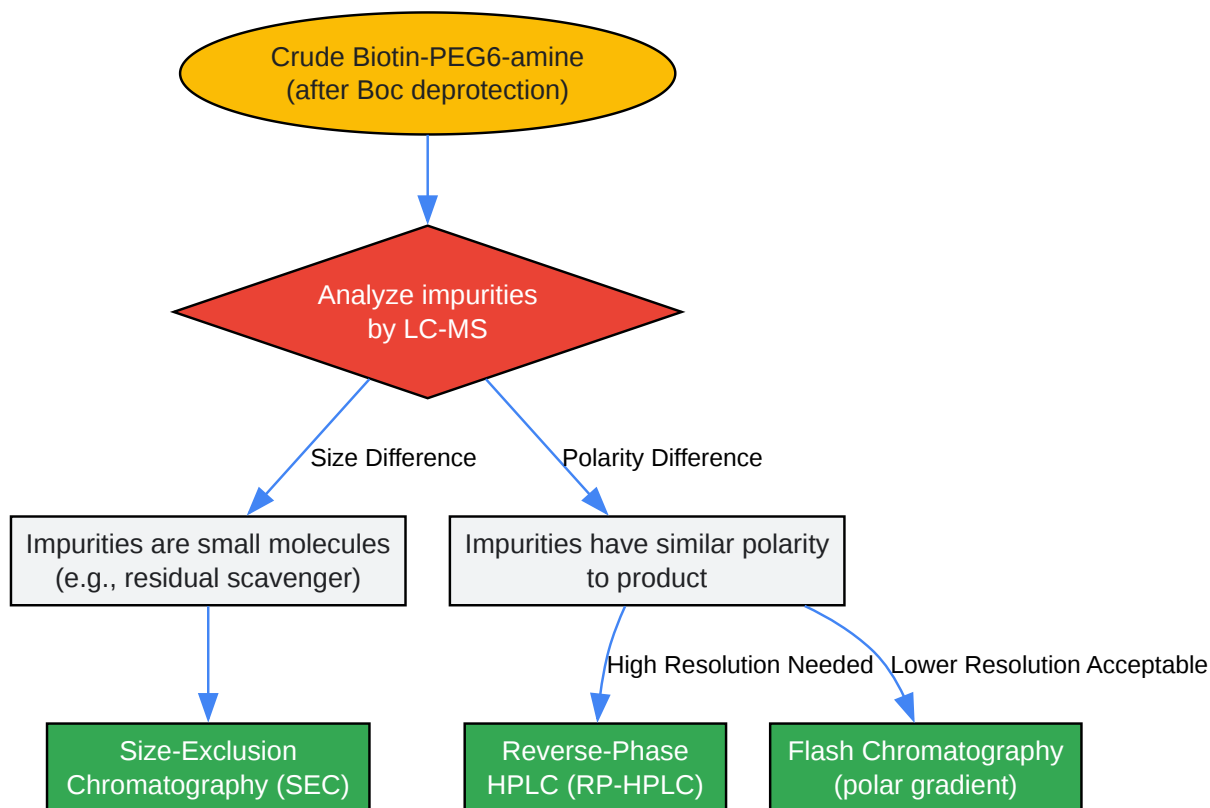 Crude Biotin-PEG6-amine
(after Boc deprotection)
Analyze impurities
by LC-MS
Size Difference
Polarity Difference
Impurities are small molecules
(e.g., residual scavenger)
Impurities have similar polarity
to product
High Resolution Needed
Lower Resolution Acceptable
Size-Exclusion
Chromatography (SEC)
Reverse-Phase
HPLC (RP-HPLC)
Flash Chromatography
(polar gradient)